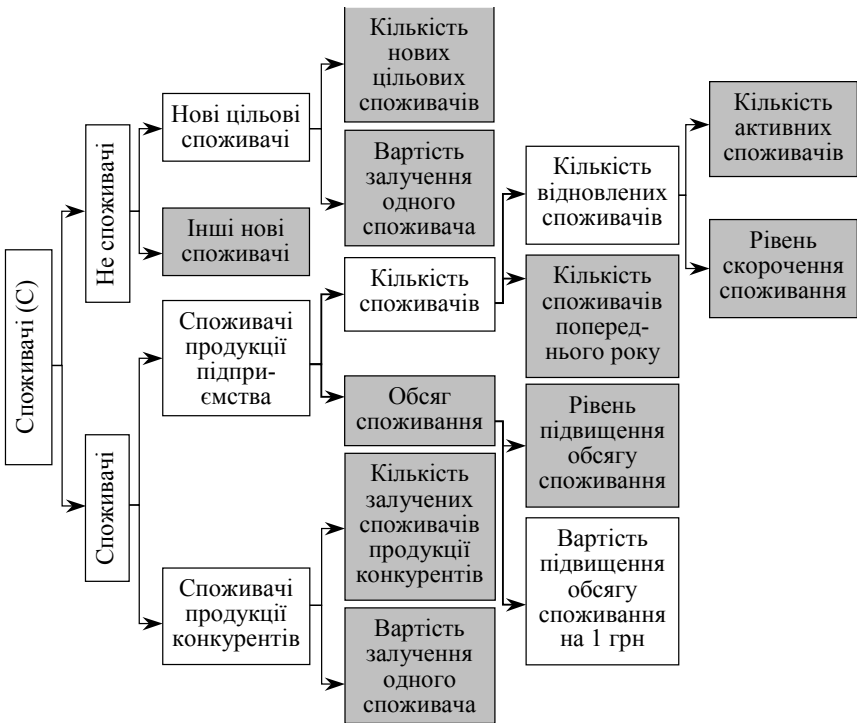 Споживачі (С)
Не споживачі
Споживачі
Нові цільові
споживачі
Інші нові
споживачі
Споживачі
продукції
підпри-
ємства
Споживачі
продукції
конкурентів
Кількість
нових
цільових
споживачів
Вартість
залучення
одного
споживача
Кількість
споживачів
Обсяг
споживання
Кількість
залучених
споживачів
продукції
конкурентів
Вартість
залучення
одного
споживача
Кількість
відновлених
споживачів
Кількість
споживачів
поперед-
нього року
Рівень
підвищення
обсягу
споживання
Вартість
підвищення
обсягу
споживання
на 1 грн
Кількість
активних
споживачів
Рівень
скорочення
споживання